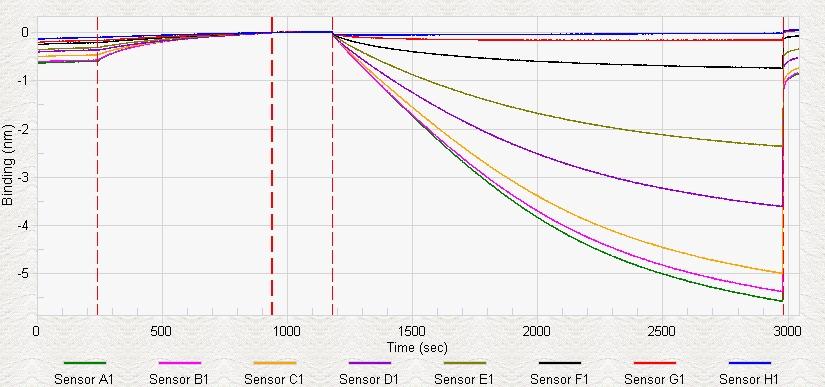 0
-1
-2
-3
-4
-5
Binding (nm)
0 500 1000 1500 2000 2500 3000
Time (sec)
Sensor A1 Sensor B1 Sensor C1 Sensor D1 Sensor E1 Sensor F1 Sensor G1 Sensor H1